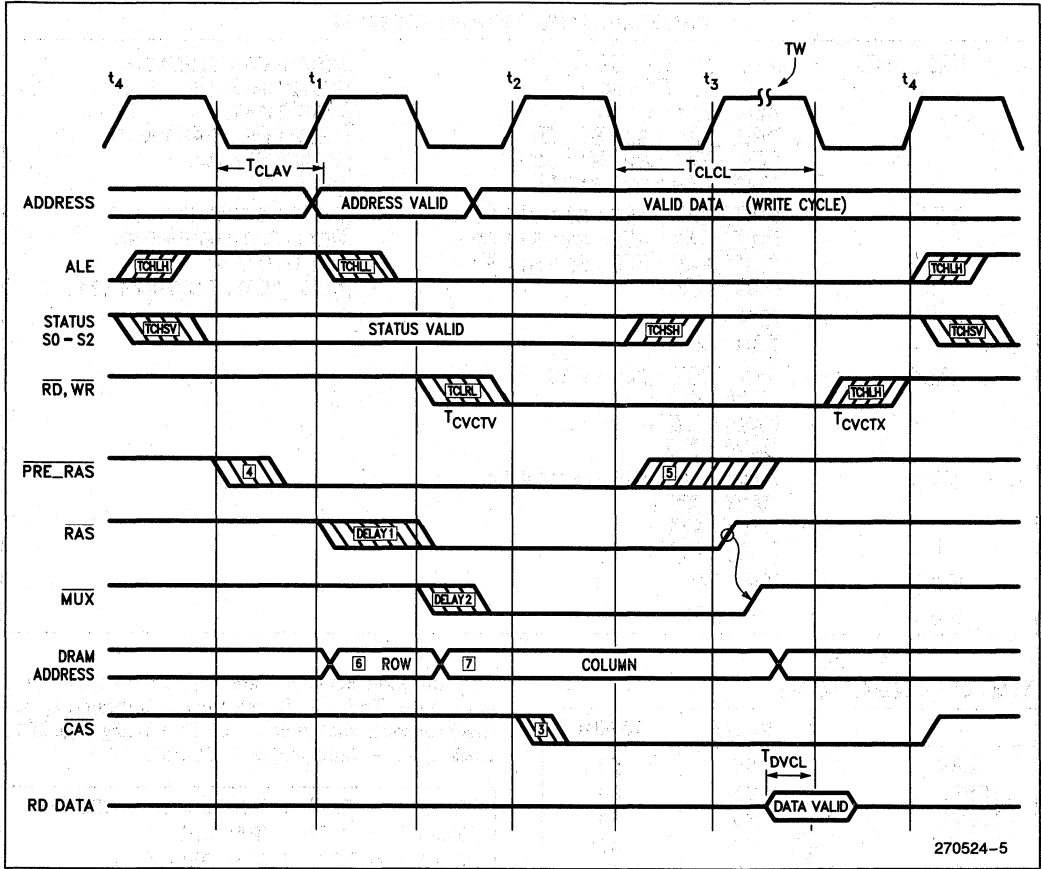 TW
t4 t1 t2 t3 t4
TCLAV TCLCL
ADDRESS ADDRESS VALID VALID DATA (WRITE CYCLE)
ALE TCHLH TCHLL TCHLH
STATUS
S0 – S2 TCHSV STATUS VALID TCHSH TCHSV
RD, WR TCLRL TCHLH
TCVCTV TCVCTX
PRE_RAS 4 5
RAS DELAY 1
MUX DELAY 2
DRAM
ADDRESS 6 ROW 7 COLUMN
CAS 3
TDVCL
RD DATA DATA VALID
270524–5